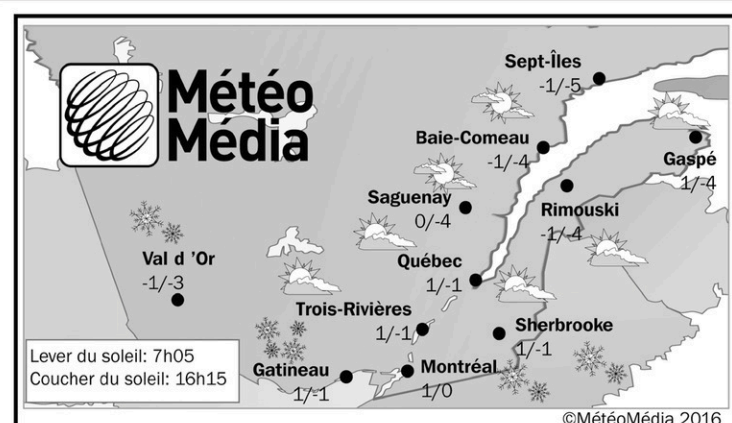 Météo
Média
Sept-Îles
-1/-5
Baie-Comeau
-1/-4
Gaspé
1/-4
Saguenay
0/-4
Rimouski
-1/-4
Val d 'Or
-1/-3
Québec
1/-1
Trois-Rivières
1/-1
Sherbrooke
1/-1
Lever du soleil: 7h05
Coucher du soleil: 16h15
Gatineau
1/-1
Montréal
1/0
©MétéoMédia 2016